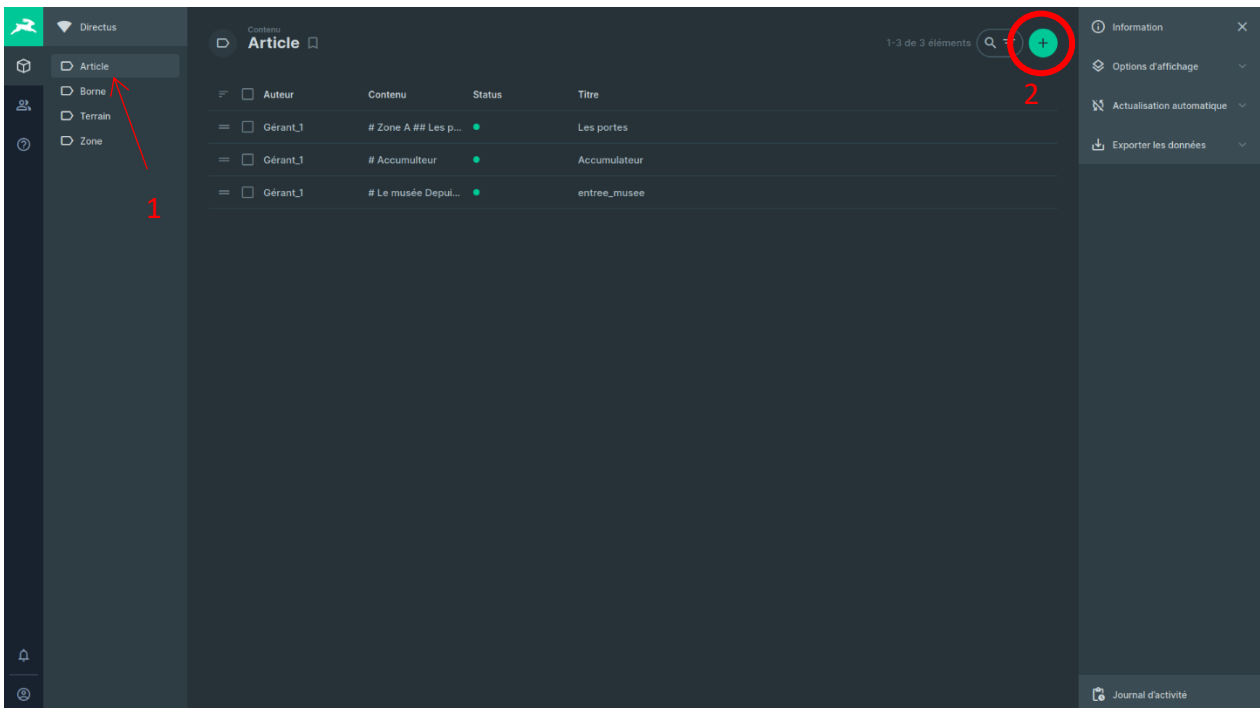 Directus
Article
Borne
Terrain
Zone
1
Contenu
Article
1-3 de 3 éléments
2
Auteur Contenu Status Titre
Gérant_1 # Zone A ## Les p... Les portes
Gérant_1 # Accumulteur Accumulateur
Gérant_1 # Le musée Depui... entree_musee
Information
Options d'affichage
Actualisation automatique
Exporter les données
Journal d'activité